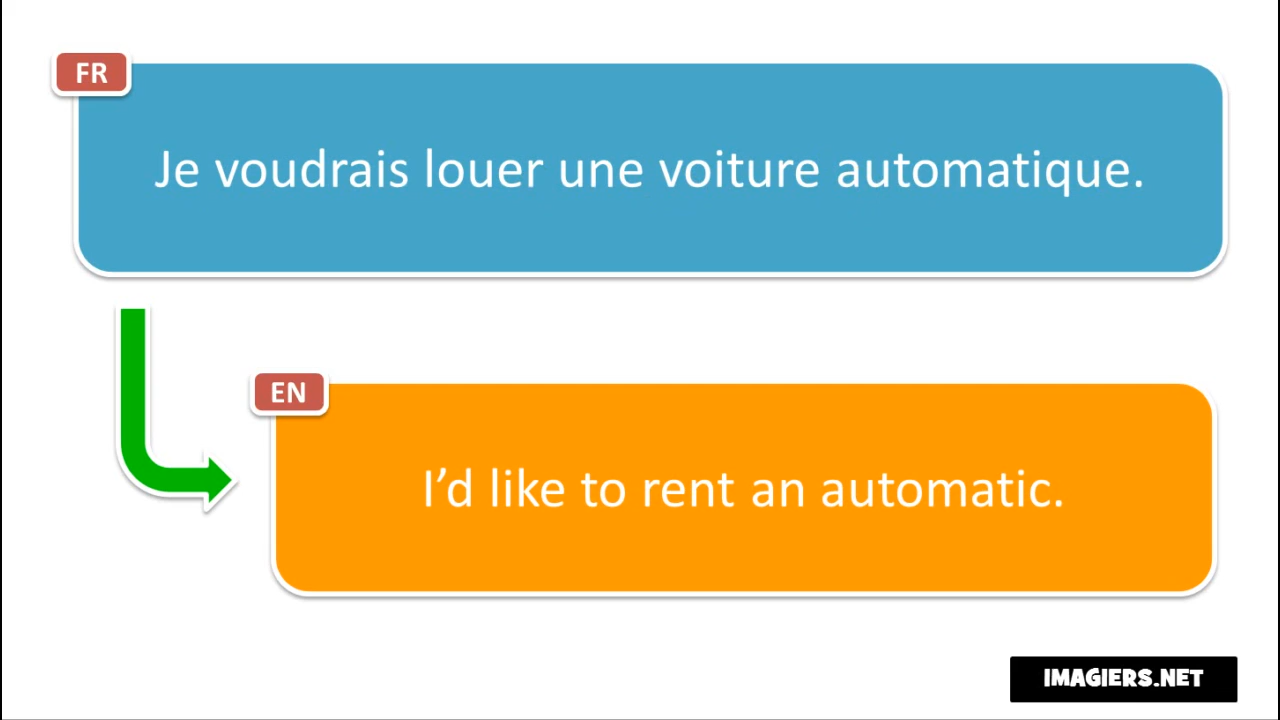 FR
Je voudrais louer une voiture automatique.
EN
I’d like to rent an automatic.
IMAGIERS.NET